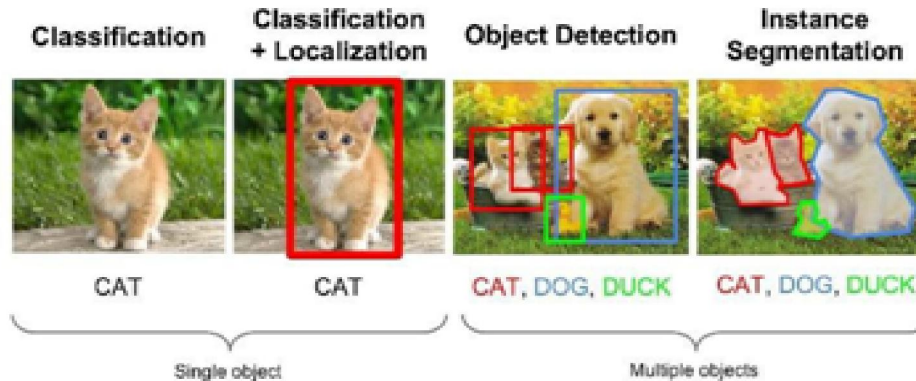 Classification
Classification
+ Localization
Object Detection
Instance
Segmentation
CAT
CAT
CAT, DOG, DUCK
CAT, DOG, DUCK
Single object
Multiple objects